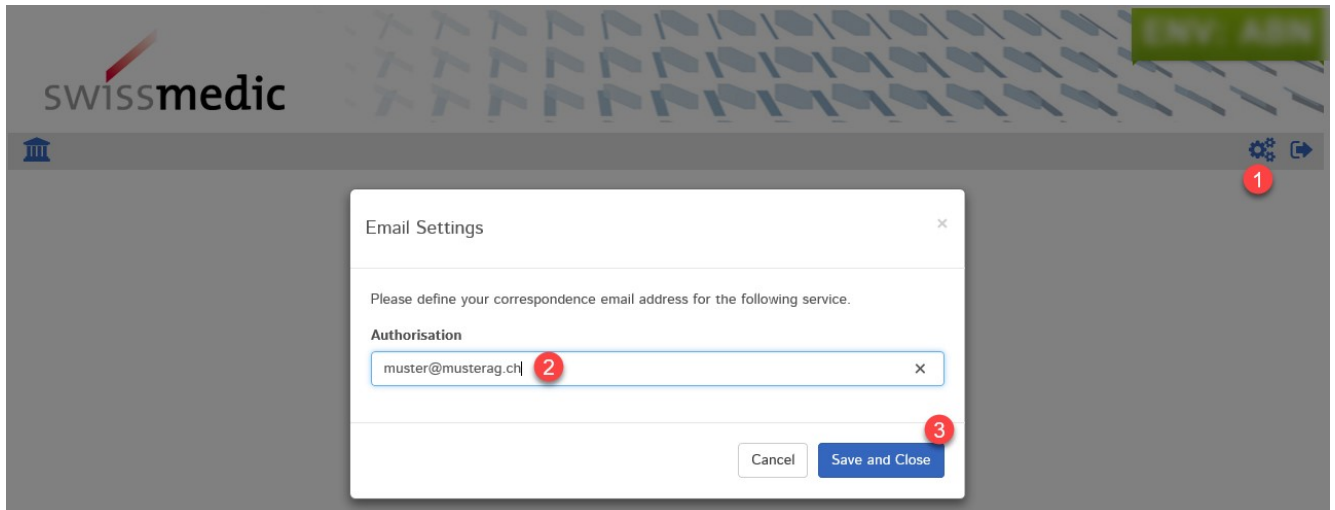 swissmedic
1
Email Settings
×
Please define your correspondence email address for the following service.
Authorisation
muster@musterag.ch 2 ×
3
Cancel Save and Close